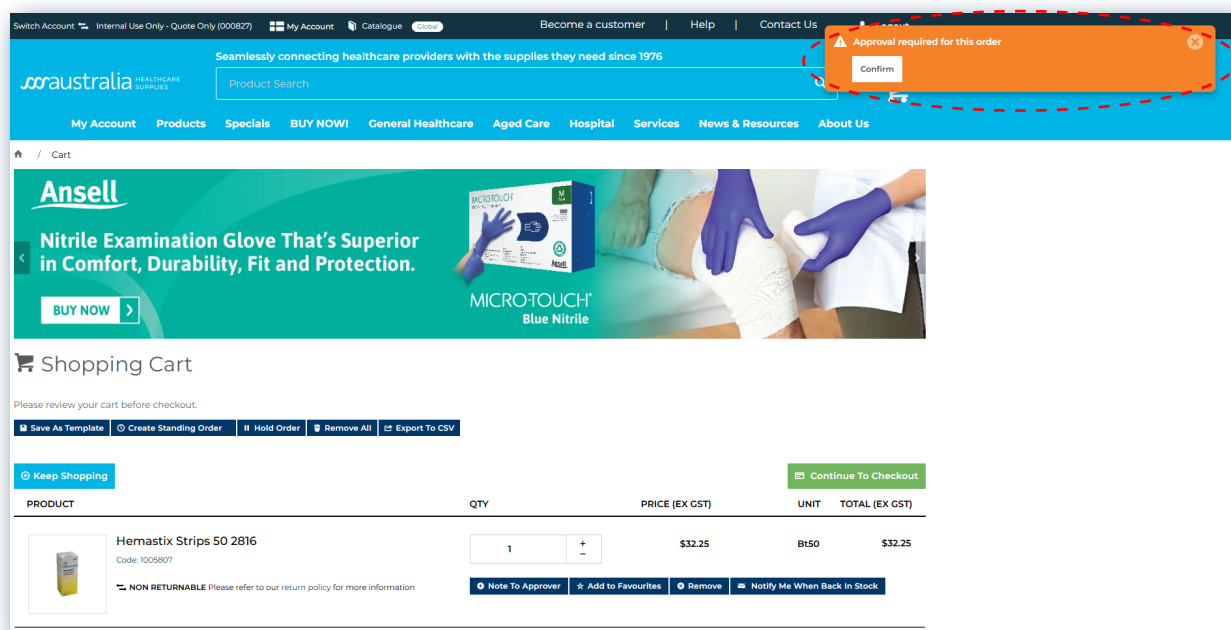 Switch Account Internal Use Only - Quote Only (000827) My Account Catalogue Global Become a customer | Help | Contact Us
Approval required for this order
Confirm
Seamlessly connecting healthcare providers with the supplies they need since 1976
australia HEALTHCARE SUPPLIES
Product Search
My Account Products Specials BUY NOW! General Healthcare Aged Care Hospital Services News & Resources About Us
/ Cart
Ansell
Nitrile Examination Glove That's Superior
in Comfort, Durability, Fit and Protection.
BUY NOW
MICROTOUCH
M
100
Ansell
MICRO-TOUCH®
Blue Nitrile
Shopping Cart
Please review your cart before checkout.
Save As Template Create Standing Order Hold Order Remove All Export To CSV
Keep Shopping Continue To Checkout
PRODUCT QTY PRICE (EX GST) UNIT TOTAL (EX GST)
Hemastix Strips 50 2816
Code: 1005807
1 + − $32.25 Bt50 $32.25
NON RETURNABLE Please refer to our return policy for more information
Note To Approver Add to Favourites Remove Notify Me When Back In Stock